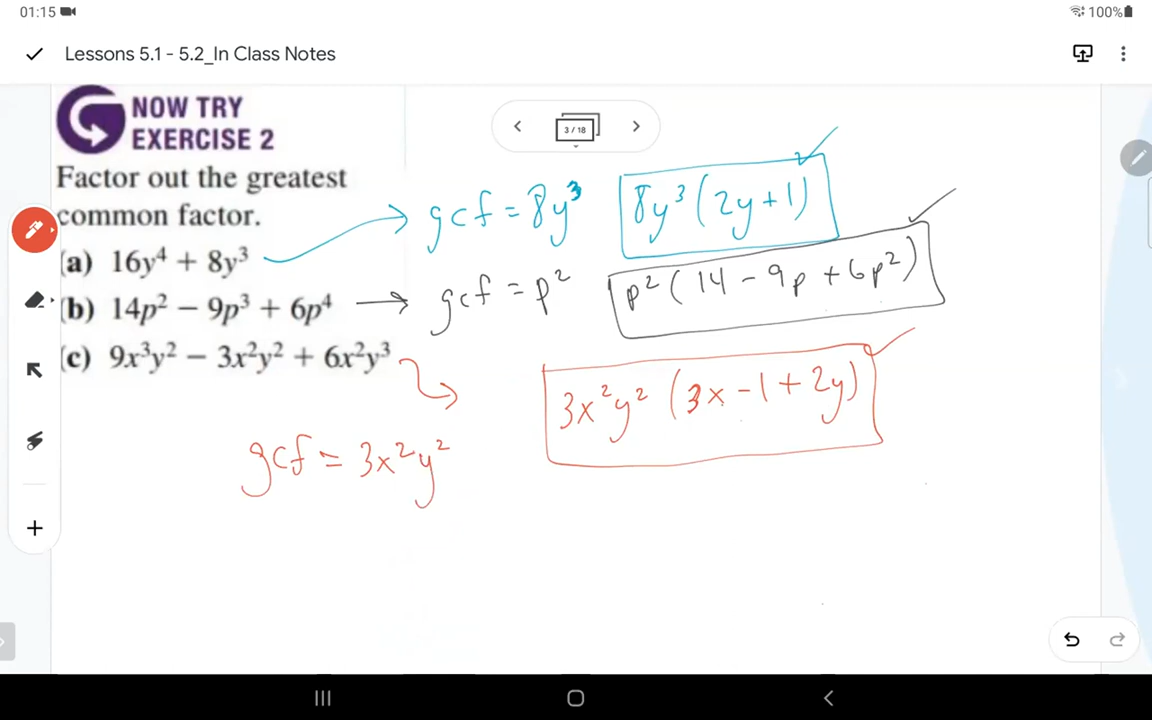 01:15 100%
Lessons 5.1 - 5.2_In Class Notes
NOW TRY
EXERCISE 2
3 / 18
Factor out the greatest
common factor.
(a) 16y⁴ + 8y³
gcf = 8y³ 8y³ (2y + 1)
(b) 14p² − 9p³ + 6p⁴
gcf = p² p² (14 − 9p + 6p²)
(c) 9x³y² − 3x²y² + 6x²y³
3x²y² (3x − 1 + 2y)
gcf = 3x²y²